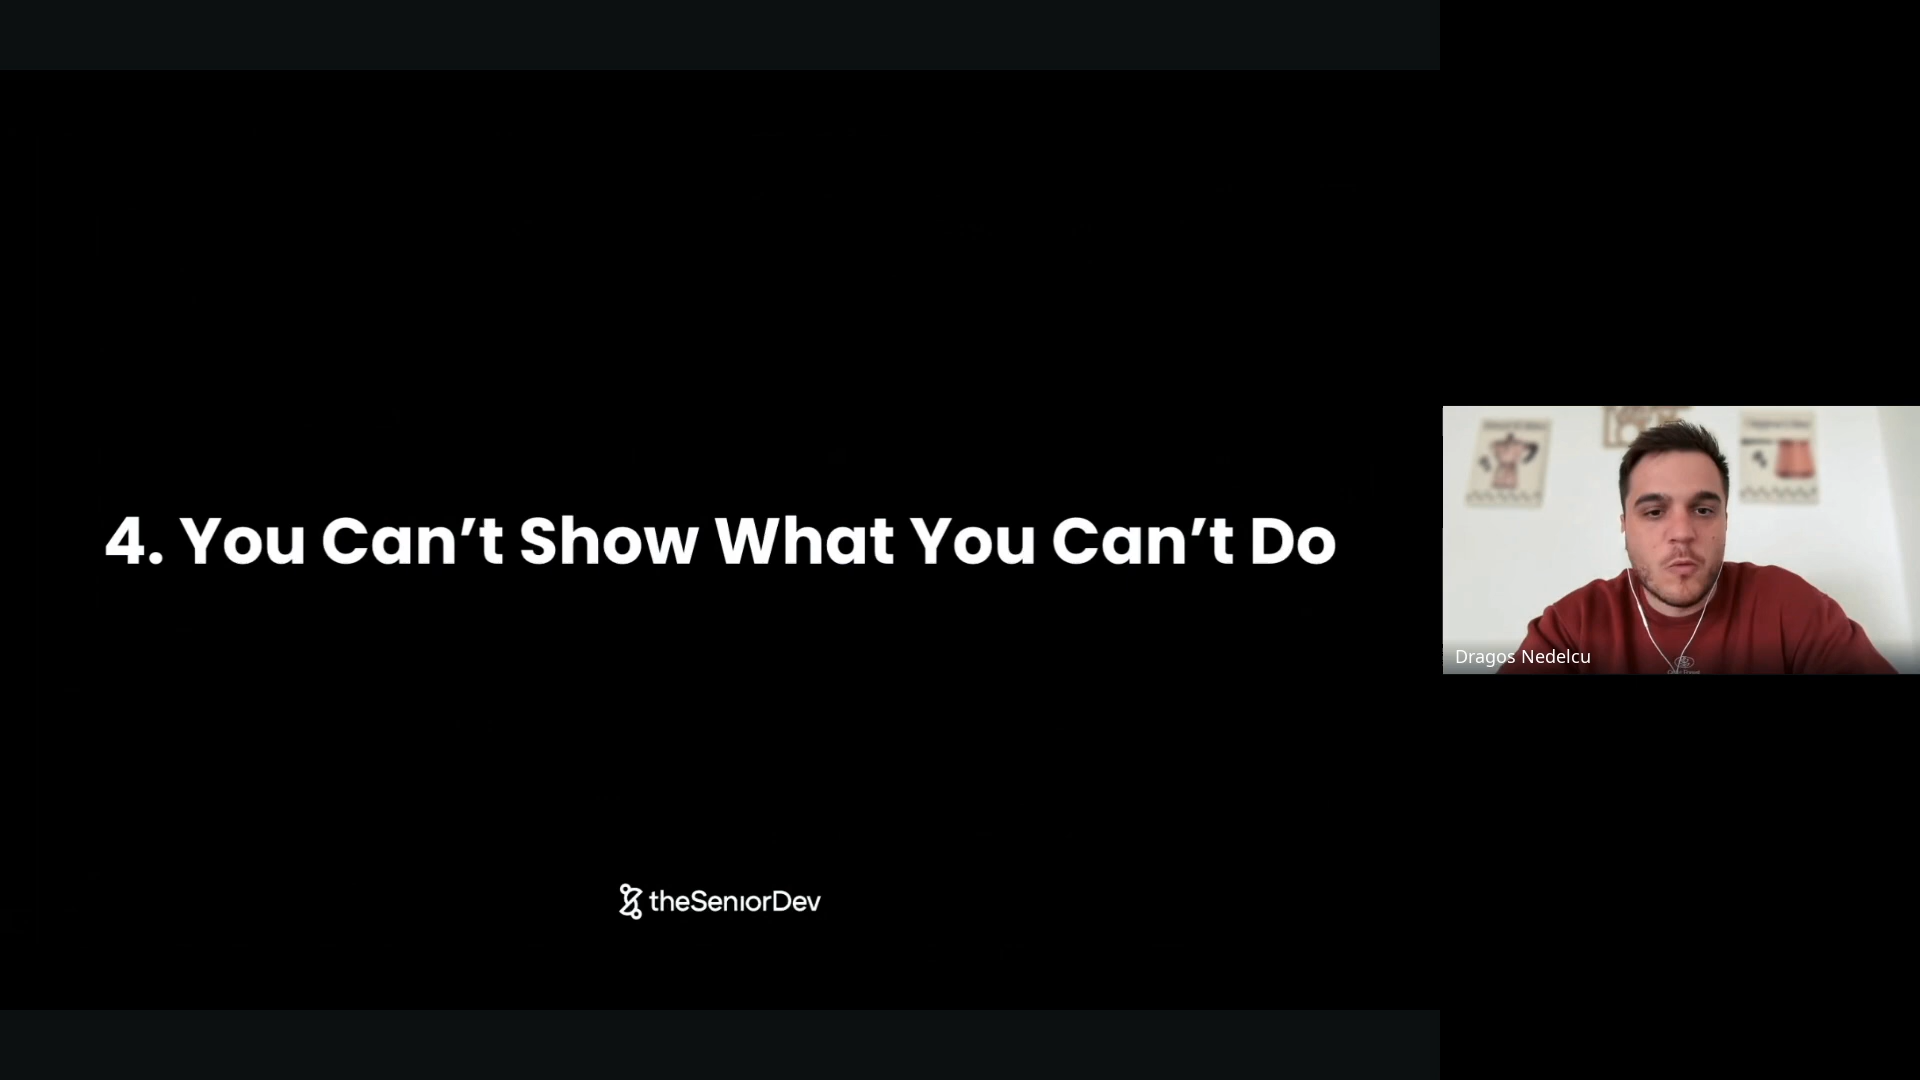 4. You Can’t Show What You Can’t Do
Dragos Nedelcu
theSeniorDev